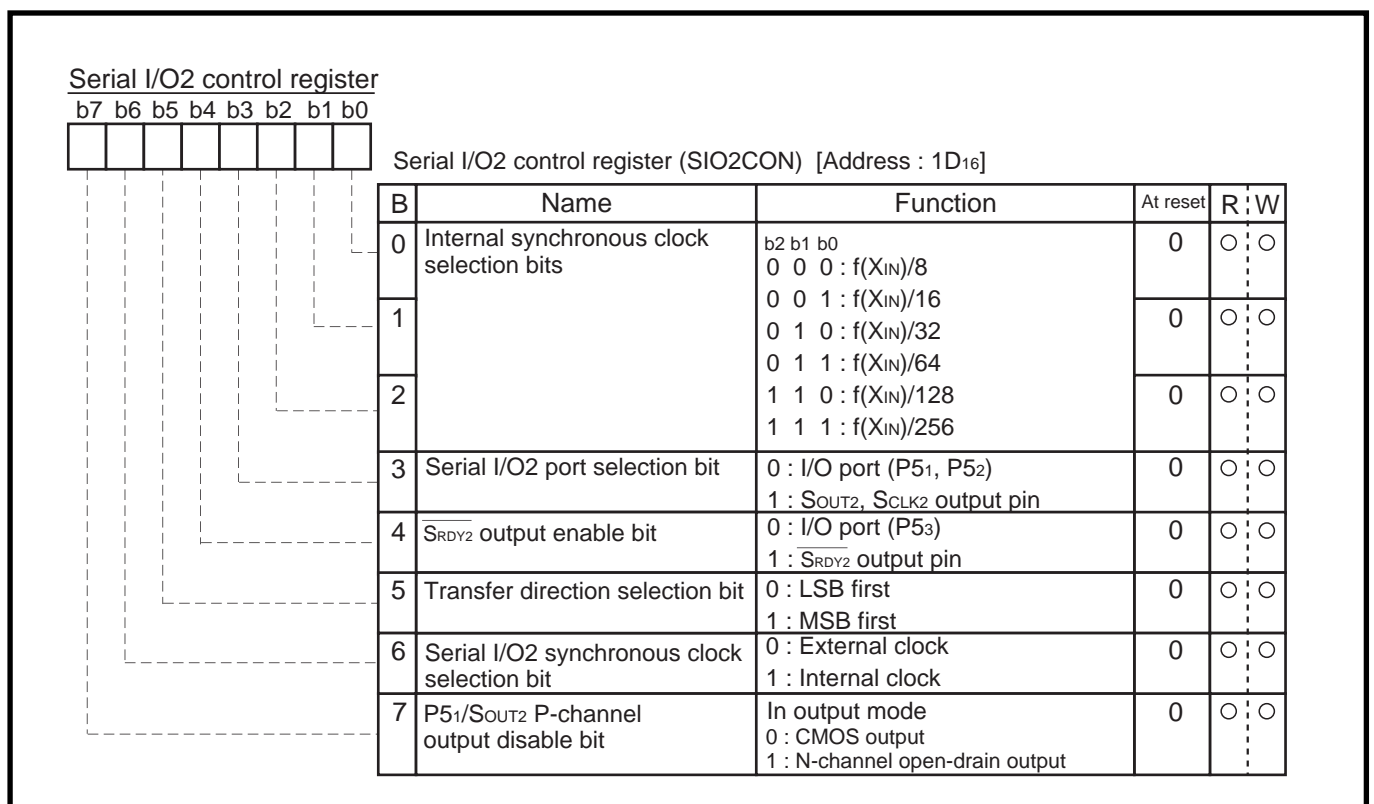 Serial I/O2 control register
b7 b6 b5 b4 b3 b2 b1 b0
Serial I/O2 control register (SIO2CON) [Address : 1D16]
B Name Function At reset R W
0 Internal synchronous clock selection bits
b2 b1 b0
0 0 0 : f(XIN)/8
0 0 1 : f(XIN)/16
0 1 0 : f(XIN)/32
0 1 1 : f(XIN)/64
1 1 0 : f(XIN)/128
1 1 1 : f(XIN)/256
0 ○ ○
1 0 ○ ○
2 0 ○ ○
3 Serial I/O2 port selection bit 0 : I/O port (P51, P52) 0 ○ ○
1 : SOUT2, SCLK2 output pin
4 S̅R̅D̅Y̅2̅ output enable bit 0 : I/O port (P53) 0 ○ ○
1 : S̅R̅D̅Y̅2̅ output pin
5 Transfer direction selection bit 0 : LSB first 0 ○ ○
1 : MSB first
6 Serial I/O2 synchronous clock 0 : External clock 0 ○ ○
selection bit 1 : Internal clock
7 P51/SOUT2 P-channel In output mode 0 ○ ○
output disable bit 0 : CMOS output
1 : N-channel open-drain output